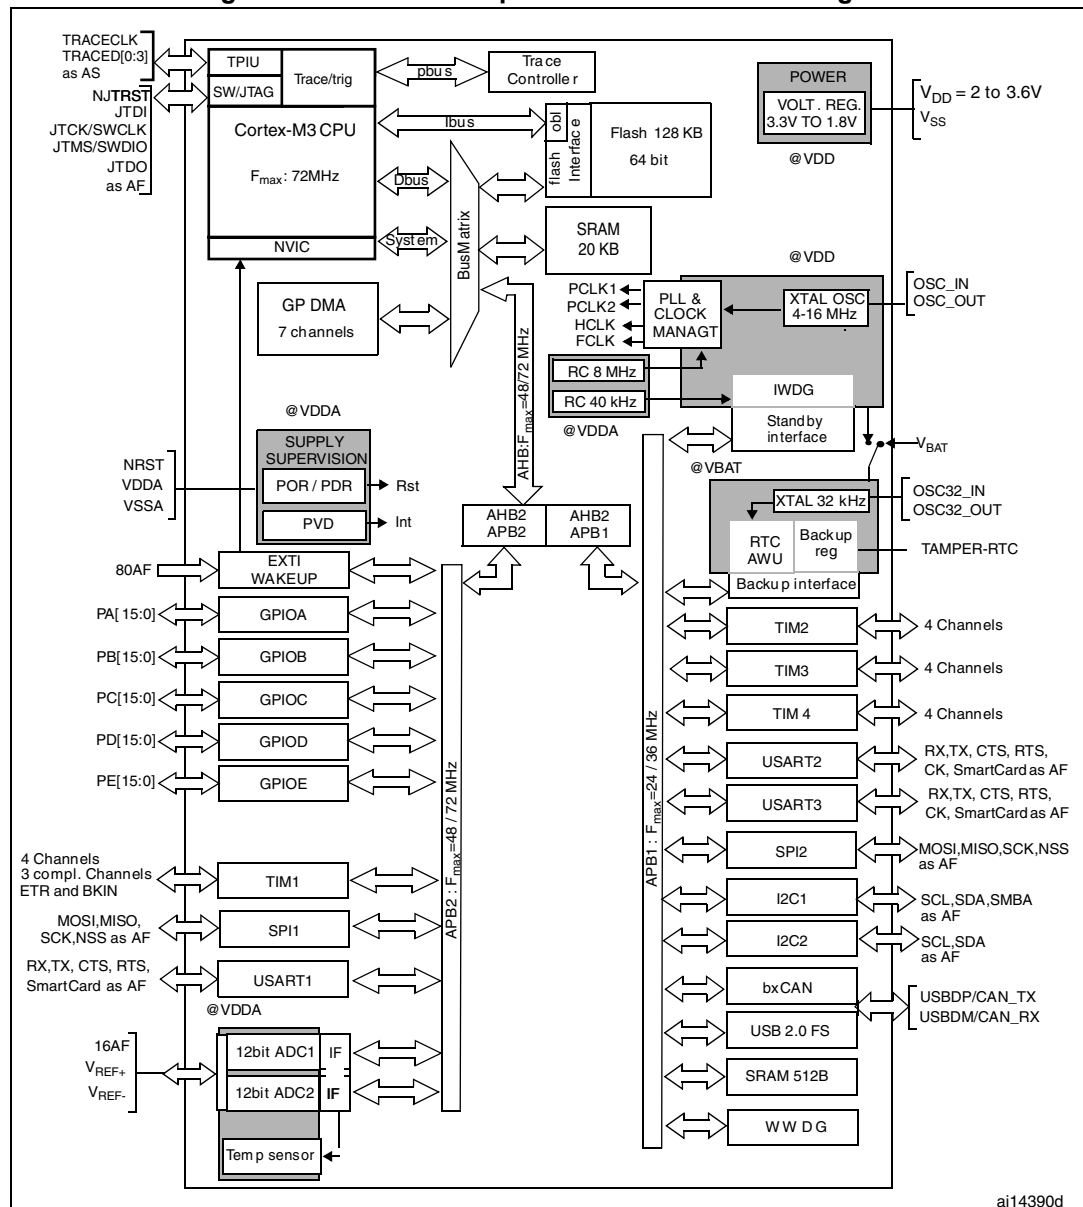 TRACECLK
TRACED[0:3]
as AS
NJTRST
JTDI
JTCK/SWCLK
JTMS/SWDIO
JTDO
as AF
TPIU
SW/JTAG
Trace/trig
Cortex-M3 CPU
Fmax: 72MHz
NVIC
pbus
Trace
Controller
Ibus
Dbus
System
BusMatrix
flash obl
Interface
Flash 128 KB
64 bit
SRAM
20 KB
POWER
VOLT. REG.
3.3V TO 1.8V
@VDD
VDD = 2 to 3.6V
VSS
GP DMA
7 channels
PCLK1
PCLK2
HCLK
FCLK
PLL &
CLOCK
MANAGT
@VDD
XTAL OSC
4-16 MHz
OSC_IN
OSC_OUT
RC 8 MHz
RC 40 kHz
@VDDA
IWDG
Standby
interface
VBAT
@VBAT
AHB:Fmax=48/72 MHz
@VDDA
SUPPLY
SUPERVISION
POR / PDR
PVD
Rst
Int
NRST
VDDA
VSSA
AHB2
APB2
AHB2
APB1
XTAL 32 kHz
OSC32_IN
OSC32_OUT
RTC
AWU
Backup
reg
Backup interface
TAMPER-RTC
80AF
EXTI
WAKEUP
PA[15:0]
GPIOA
PB[15:0]
GPIOB
PC[15:0]
GPIOC
PD[15:0]
GPIOD
PE[15:0]
GPIOE
4 Channels
3 compl. Channels
ETR and BKIN
TIM1
MOSI,MISO,
SCK,NSS as AF
SPI1
RX,TX, CTS, RTS,
SmartCard as AF
USART1
@VDDA
16AF
VREF+
VREF-
12bit ADC1
IF
12bit ADC2
IF
Temp sensor
APB2 : Fmax=48 / 72 MHz
APB1 : Fmax=24 / 36 MHz
TIM2
4 Channels
TIM3
4 Channels
TIM 4
4 Channels
USART2
RX,TX, CTS, RTS,
CK, SmartCard as AF
USART3
RX,TX, CTS, RTS,
CK, SmartCard as AF
SPI2
MOSI,MISO,SCK,NSS
as AF
I2C1
SCL,SDA,SMBA
as AF
I2C2
SCL,SDA
as AF
bxCAN
USBDP/CAN_TX
USBDM/CAN_RX
USB 2.0 FS
SRAM 512B
WWDG
ai14390d